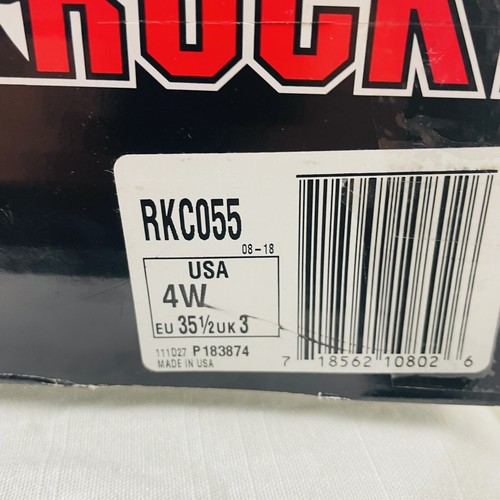 ROCK
RKC055
08-18
USA
4W
EU 35½ UK 3
111D27 P183874
MADE IN USA
7 18562 10802 6